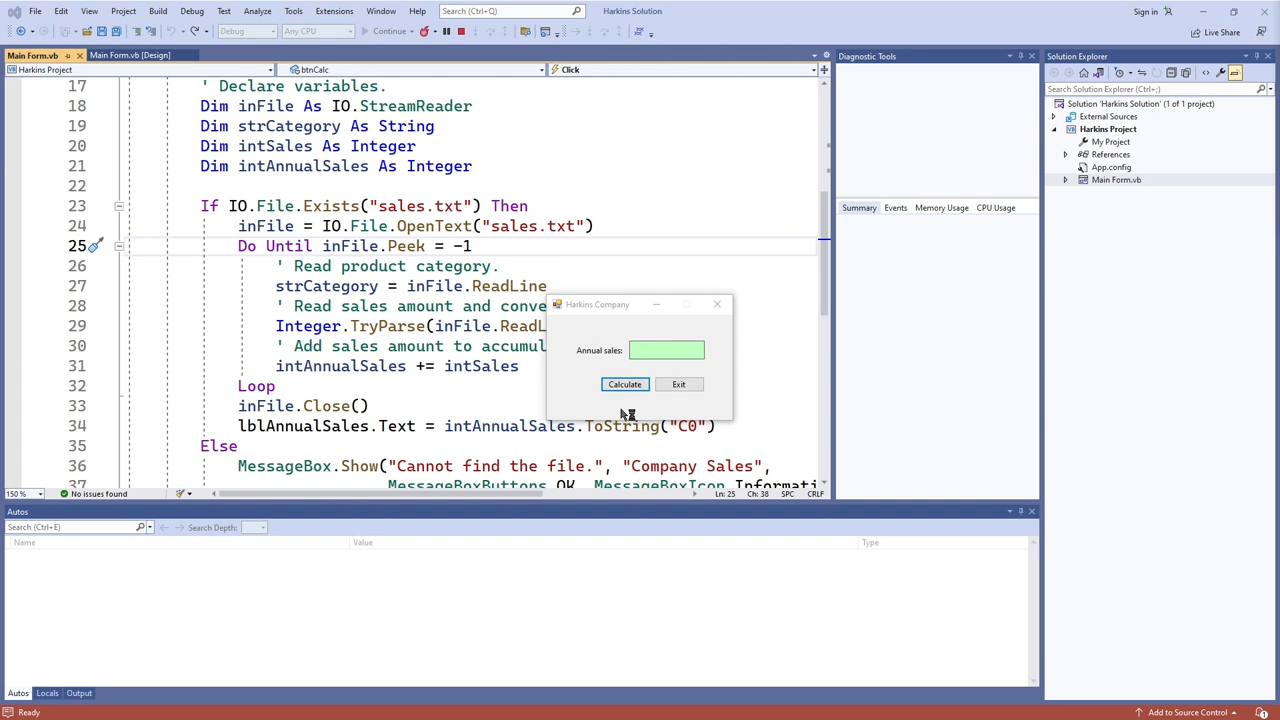 File Edit View Project Build Debug Test Analyze Tools Extensions Window Help Search (Ctrl+Q) Harkins Solution Sign in
Debug Any CPU Continue Live Share
Main Form.vb Main Form.vb [Design]
Harkins Project btnCalc Click
17 ' Declare variables.
18 Dim inFile As IO.StreamReader
19 Dim strCategory As String
20 Dim intSales As Integer
21 Dim intAnnualSales As Integer
22
23 If IO.File.Exists("sales.txt") Then
24 inFile = IO.File.OpenText("sales.txt")
25 Do Until inFile.Peek = -1
26 ' Read product category.
27 strCategory = inFile.ReadLine
28 ' Read sales amount and conve
29 Integer.TryParse(inFile.ReadL
30 ' Add sales amount to accumul
31 intAnnualSales += intSales
32 Loop
33 inFile.Close()
34 lblAnnualSales.Text = intAnnualSales.ToString("C0")
35 Else
36 MessageBox.Show("Cannot find the file.", "Company Sales",
37 MessageBoxButtons.OK, MessageBoxIcon.Informati
150 % No issues found Ln: 25 Ch: 38 SPC CRLF
Harkins Company
Annual sales:
Calculate Exit
Diagnostic Tools
Summary Events Memory Usage CPU Usage
Solution Explorer
Search Solution Explorer (Ctrl+;)
Solution 'Harkins Solution' (1 of 1 project)
External Sources
Harkins Project
My Project
References
App.config
Main Form.vb
Autos
Search (Ctrl+E) Search Depth:
Name Value Type
Autos Locals Output
Ready Add to Source Control 1